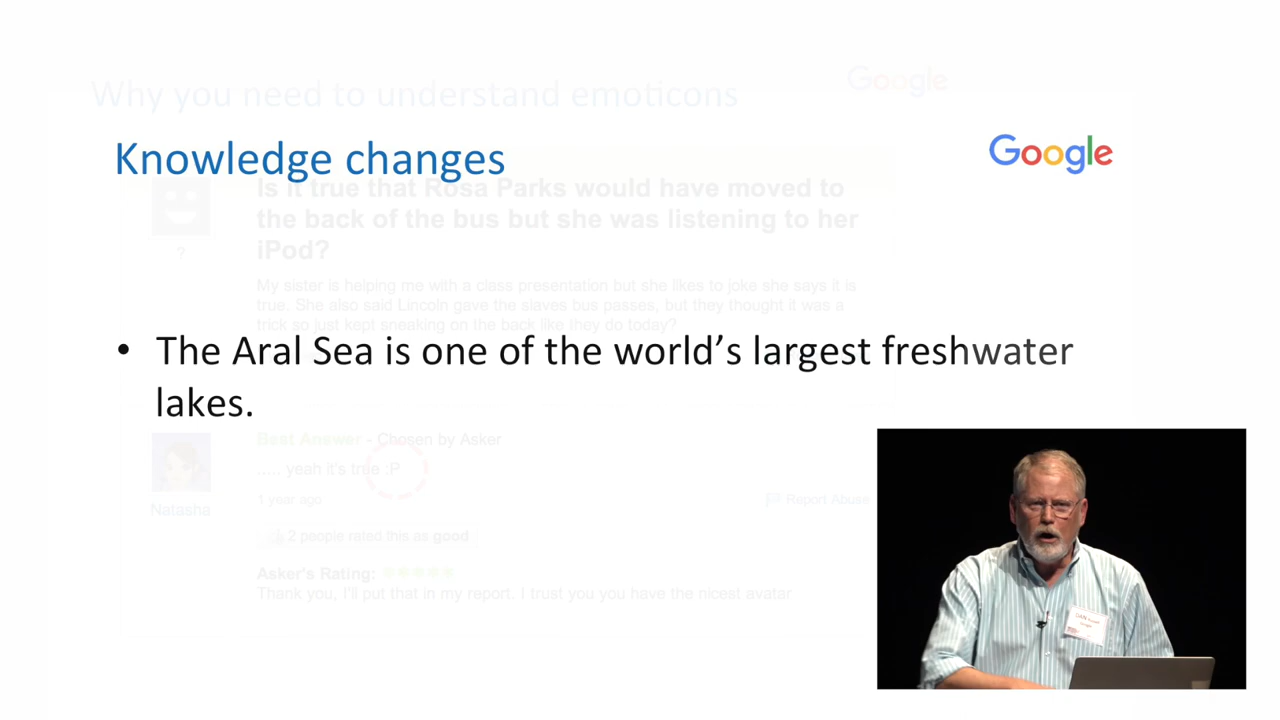 Why you need to understand emoticons
Google
Knowledge changes
Google
Is it true that Rosa Parks would have moved to
the back of the bus but she was listening to her
iPod?
?
My sister is helping me with a class presentation but she likes to joke she says it is
true. She also said Lincoln gave the slaves bus passes, but they thought it was a
trick so just kept sneaking on the back like they do today?
• The Aral Sea is one of the world's largest freshwater
lakes.
Best Answer - Chosen by Asker
..... yeah it's true :P
1 year ago
Report Abuse
Natasha
2 people rated this as good
Asker's Rating:
Thank you, I'll put that in my report. I trust you you have the nicest avatar
DAN